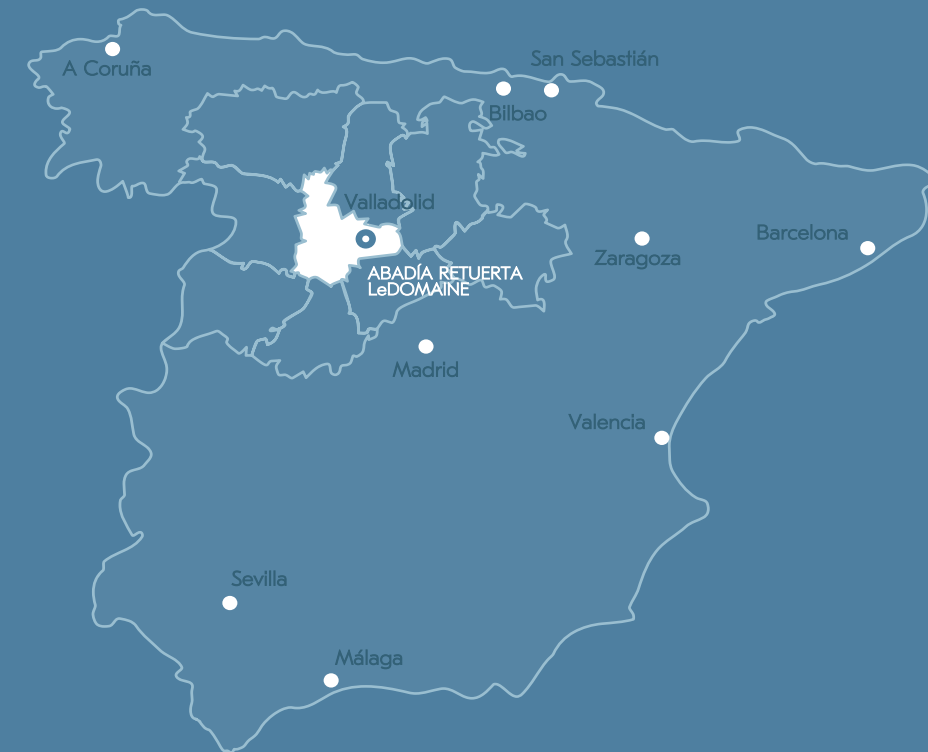 San Sebastián
A Coruña
Bilbao
Valladolid
Barcelona
Zaragoza
ABADÍA RETUERTA
LeDOMAINE
Madrid
Valencia
Sevilla
Málaga